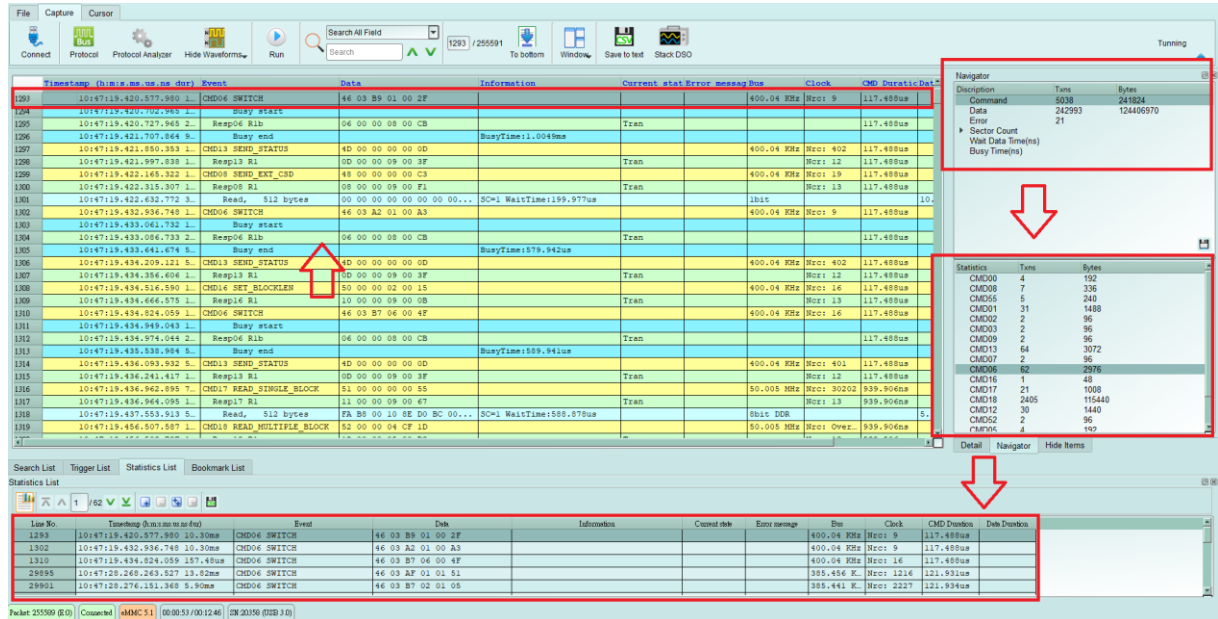 File Capture Cursor
Connect Protocol Protocol Analyzer Hide Waveforms Run Search All Field Search 1293 / 255591 To bottom Window Save to text Stack DSO Tunning
Timestamp (h:m:s.ms.us.ns dur) Event Data Information Current stat Error messag Bus Clock CMD Duratic Dat
1293 10:47:19.420.577.980 1... CMD06 SWITCH 46 03 B9 01 00 2F 400.04 KHz Nrc: 9 117.488us
1294 10:47:19.420.702.965 1... Busy start
1295 10:47:19.420.727.965 2... Resp06 R1b 06 00 00 08 00 CB Tran 117.488us
1296 10:47:19.421.707.864 9... Busy end BusyTime:1.0049ms
1297 10:47:19.421.850.353 1... CMD13 SEND_STATUS 4D 00 00 00 00 0D 400.04 KHz Nrc: 402 117.488us
1298 10:47:19.421.997.838 1... Resp13 R1 0D 00 00 09 00 3F Tran Ncr: 12 117.488us
1299 10:47:19.422.165.322 1... CMD08 SEND_EXT_CSD 48 00 00 00 00 C3 400.04 KHz Nrc: 19 117.488us
1300 10:47:19.422.315.307 1... Resp08 R1 08 00 00 09 00 F1 Tran Ncr: 13 117.488us
1301 10:47:19.422.632.772 3... Read, 512 bytes 00 00 00 00 00 00 00 00... SC=1 WaitTime:199.977us 1bit 10.
1302 10:47:19.432.936.748 1... CMD06 SWITCH 46 03 A2 01 00 A3 400.04 KHz Nrc: 9 117.488us
1303 10:47:19.433.061.732 1... Busy start
1304 10:47:19.433.086.733 2... Resp06 R1b 06 00 00 08 00 CB Tran 117.488us
1305 10:47:19.433.641.674 5... Busy end BusyTime:579.942us
1306 10:47:19.434.209.121 5... CMD13 SEND_STATUS 4D 00 00 00 00 0D 400.04 KHz Nrc: 402 117.488us
1307 10:47:19.434.356.606 1... Resp13 R1 0D 00 00 09 00 3F Tran Ncr: 12 117.488us
1308 10:47:19.434.516.590 1... CMD16 SET_BLOCKLEN 50 00 00 02 00 15 400.04 KHz Nrc: 16 117.488us
1309 10:47:19.434.666.575 1... Resp16 R1 10 00 00 09 00 0B Tran Ncr: 13 117.488us
1310 10:47:19.434.824.059 1... CMD06 SWITCH 46 03 B7 06 00 4F 400.04 KHz Nrc: 16 117.488us
1311 10:47:19.434.949.043 1... Busy start
1312 10:47:19.434.974.044 2... Resp06 R1b 06 00 00 08 00 CB Tran 117.488us
1313 10:47:19.435.538.984 5... Busy end BusyTime:589.941us
1314 10:47:19.436.093.932 5... CMD13 SEND_STATUS 4D 00 00 00 00 0D 400.04 KHz Nrc: 401 117.488us
1315 10:47:19.436.241.417 1... Resp13 R1 0D 00 00 09 00 3F Tran Ncr: 12 117.488us
1316 10:47:19.436.962.895 7... CMD17 READ_SINGLE_BLOCK 51 00 00 00 00 55 50.005 MHz Nrc: 30202 939.906ns
1317 10:47:19.436.964.095 1... Resp17 R1 11 00 00 09 00 67 Tran Ncr: 13 939.906ns
1318 10:47:19.437.553.913 5... Read, 512 bytes FA B8 00 10 8E D0 BC 00... SC=1 WaitTime:588.878us 8bit DDR 5.
1319 10:47:19.456.507.587 1... CMD18 READ_MULTIPLE_BLOCK 52 00 00 04 CF 1D 50.005 MHz Nrc: Over... 939.906ns
Navigator
Discription Txns Bytes
Command 5038 241824
Data 242993 124406970
Error 21
Sector Count
Wait Data Time(ns)
Busy Time(ns)
Statistics Txns Bytes
CMD00 4 192
CMD08 7 336
CMD55 5 240
CMD01 31 1488
CMD02 2 96
CMD03 2 96
CMD09 2 96
CMD13 64 3072
CMD07 2 96
CMD06 62 2976
CMD16 1 48
CMD17 21 1008
CMD18 2405 115440
CMD12 30 1440
CMD52 2 96
CMD05 4 192
Detail Navigator Hide Items
Search List Trigger List Statistics List Bookmark List
Statistics List
1 /62
Line No. Timestamp (h:m:s.ms.us.ns dur) Event Data Information Current state Error message Bus Clock CMD Duration Data Duration
1293 10:47:19.420.577.980 10.30ms CMD06 SWITCH 46 03 B9 01 00 2F 400.04 KHz Nrc: 9 117.488us
1302 10:47:19.432.936.748 10.30ms CMD06 SWITCH 46 03 A2 01 00 A3 400.04 KHz Nrc: 9 117.488us
1310 10:47:19.434.824.059 157.48us CMD06 SWITCH 46 03 B7 06 00 4F 400.04 KHz Nrc: 16 117.488us
29895 10:47:28.268.263.527 13.82ms CMD06 SWITCH 46 03 AF 01 01 51 385.456 K... Nrc: 1216 121.931us
29901 10:47:28.276.151.368 5.90ms CMD06 SWITCH 46 03 B7 02 01 05 385.441 K... Nrc: 2227 121.934us
Packet: 255589 (E:0) Connected eMMC 5.1 00:00:53 / 00:12:46 SN:20358 (USB 3.0)